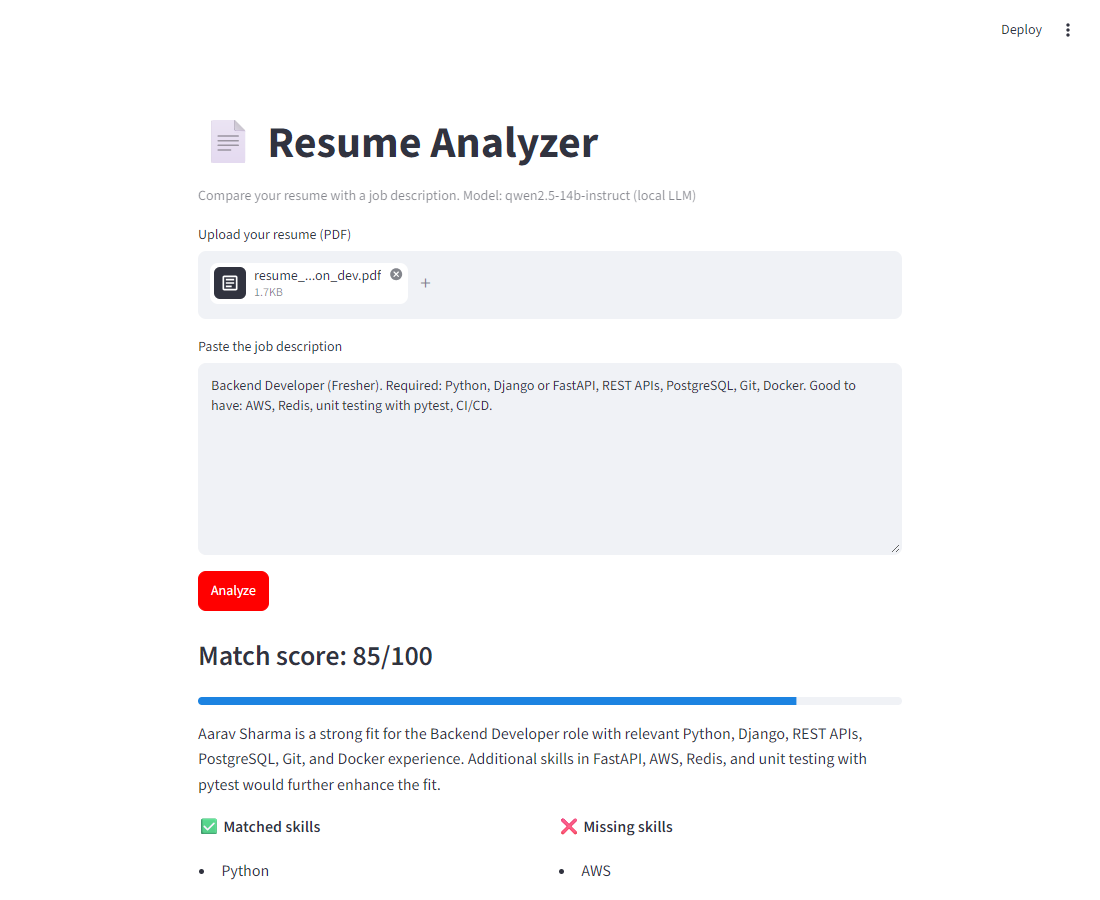 Deploy
Resume Analyzer
Compare your resume with a job description. Model: qwen2.5-14b-instruct (local LLM)
Upload your resume (PDF)
resume_...on_dev.pdf
1.7KB
Paste the job description
Backend Developer (Fresher). Required: Python, Django or FastAPI, REST APIs, PostgreSQL, Git, Docker. Good to
have: AWS, Redis, unit testing with pytest, CI/CD.
Analyze
Match score: 85/100
Aarav Sharma is a strong fit for the Backend Developer role with relevant Python, Django, REST APIs,
PostgreSQL, Git, and Docker experience. Additional skills in FastAPI, AWS, Redis, and unit testing with
pytest would further enhance the fit.
Matched skills
Missing skills
• Python
• AWS